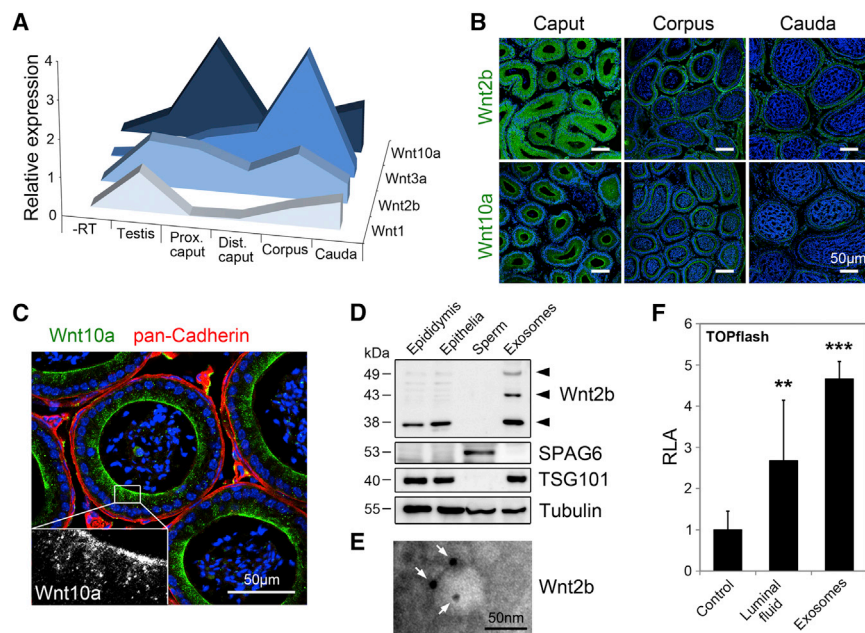 A
Relative expression
5
4
3
2
1
0
-RT
Testis
Prox.
caput
Dist.
caput
Corpus
Cauda
Wnt10a
Wnt3a
Wnt2b
Wnt1
B
Caput Corpus Cauda
Wnt2b
Wnt10a
50µm
C
Wnt10a pan-Cadherin
Wnt10a
50µm
D
Epididymis
Epithelia
Sperm
Exosomes
kDa
49
43
38
Wnt2b
53
SPAG6
40
TSG101
55
Tubulin
E
Wnt2b
50nm
F
TOPflash
RLA
6
5
4
3
2
1
0
**
***
Control
Luminal
fluid
Exosomes